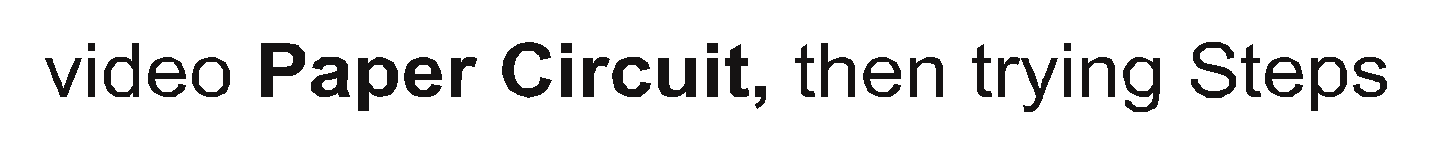 video Paper Circuit, then trying Steps